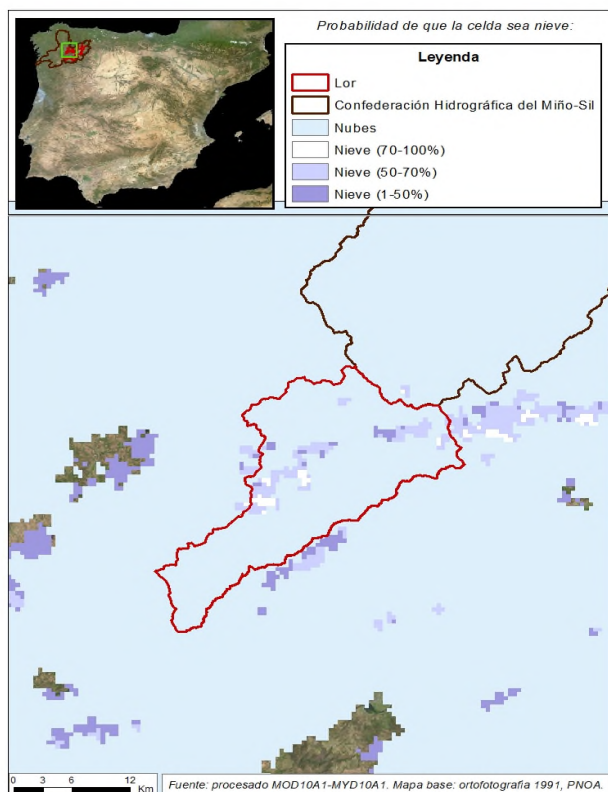 Probabilidad de que la celda sea nieve:
Leyenda
Lor
Confederación Hidrográfica del Miño-Sil
Nubes
Nieve (70-100%)
Nieve (50-70%)
Nieve (1-50%)
0 3 6 12
Km
Fuente: procesado MOD10A1-MYD10A1. Mapa base: ortofotografía 1991, PNOA.